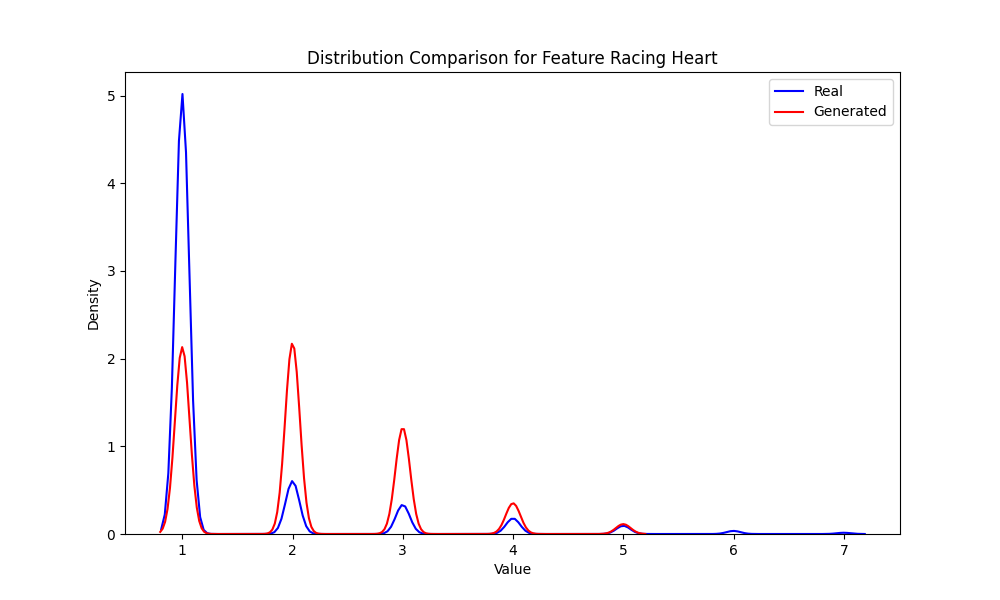 Distribution Comparison for Feature Racing Heart
Real
Generated
5
4
3
2
1
0
Density
1 2 3 4 5 6 7
Value